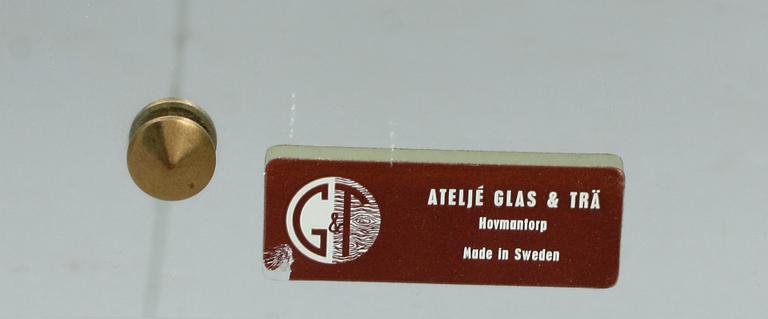 G&T
ATELJÉ GLAS & TRÄ
Hovmantorp
Made in Sweden